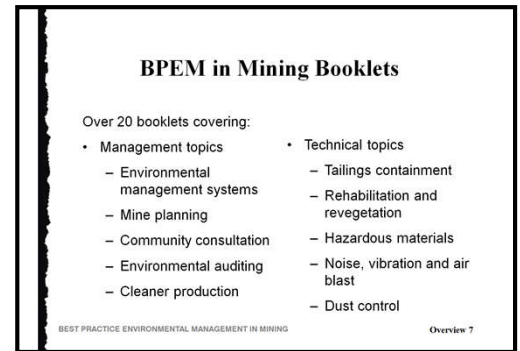 BPEM in Mining Booklets
Over 20 booklets covering:
• Management topics
– Environmental
management systems
– Mine planning
– Community consultation
– Environmental auditing
– Cleaner production
• Technical topics
– Tailings containment
– Rehabilitation and
revegetation
– Hazardous materials
– Noise, vibration and air
blast
– Dust control
BEST PRACTICE ENVIRONMENTAL MANAGEMENT IN MINING
Overview 7